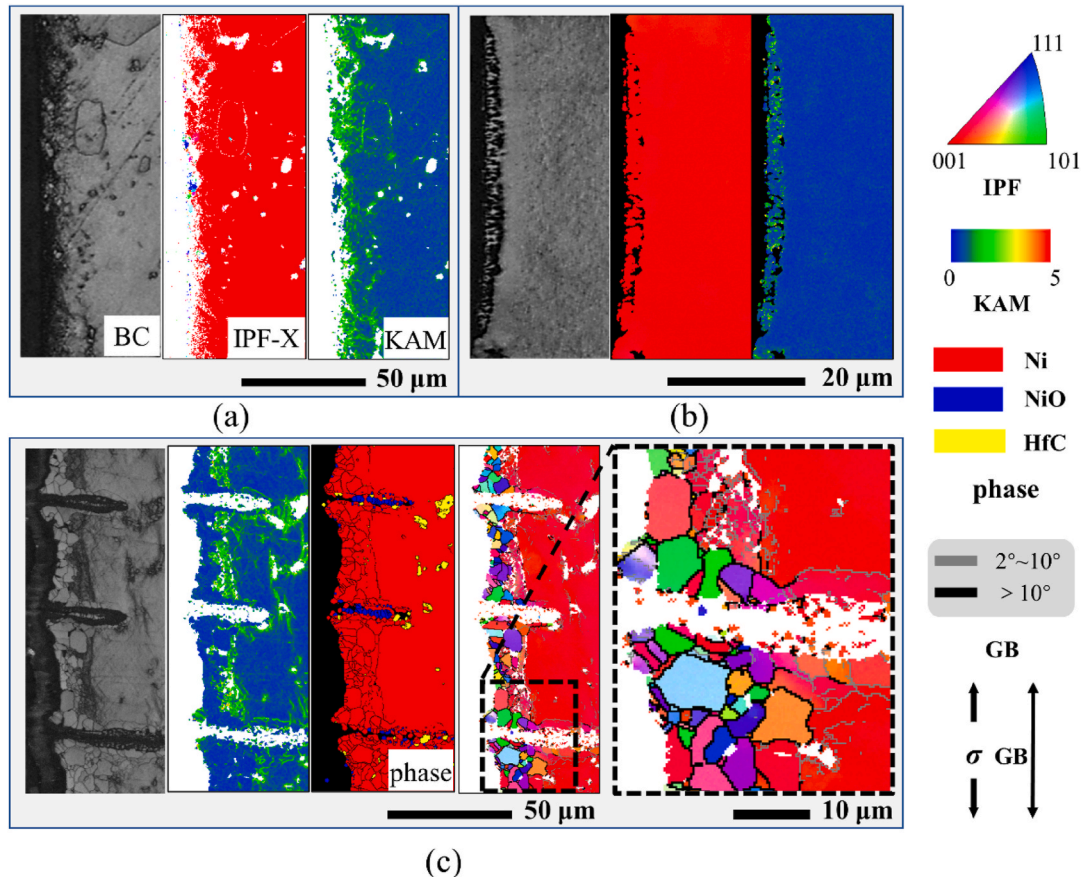 BC
IPF-X
KAM
50 μm
20 μm
(a)
(b)
111
001
101
IPF
0
5
KAM
Ni
NiO
HfC
phase
2°~10°
> 10°
GB
σ
GB
phase
50 μm
10 μm
(c)